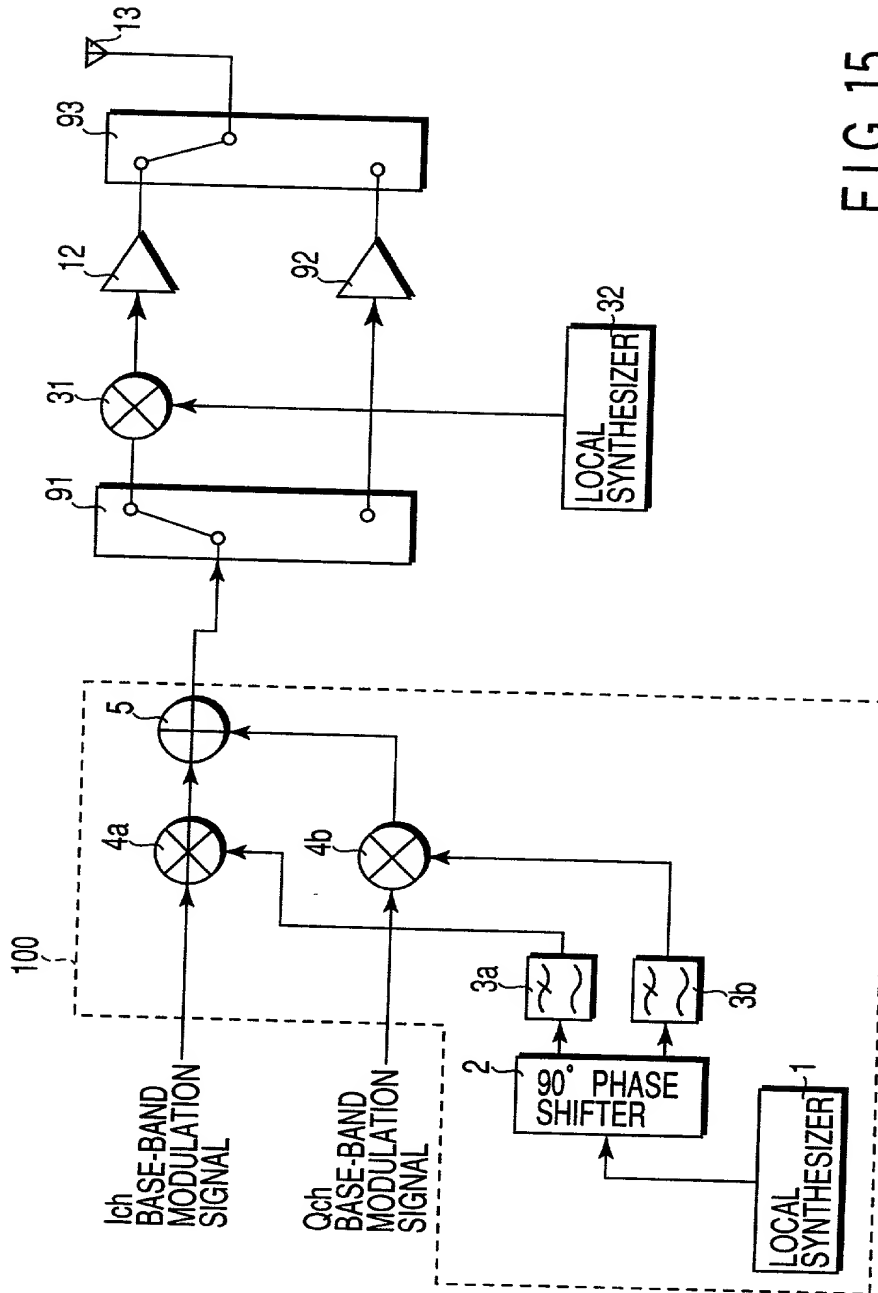 100
Ich
BASE-BAND
MODULATION
SIGNAL
Qch
BASE-BAND
MODULATION
SIGNAL
4a
5
4b
3a
3b
2
90° PHASE
SHIFTER
LOCAL
SYNTHESIZER
1
91
31
12
92
93
13
LOCAL
SYNTHESIZER
32
FIG. 15